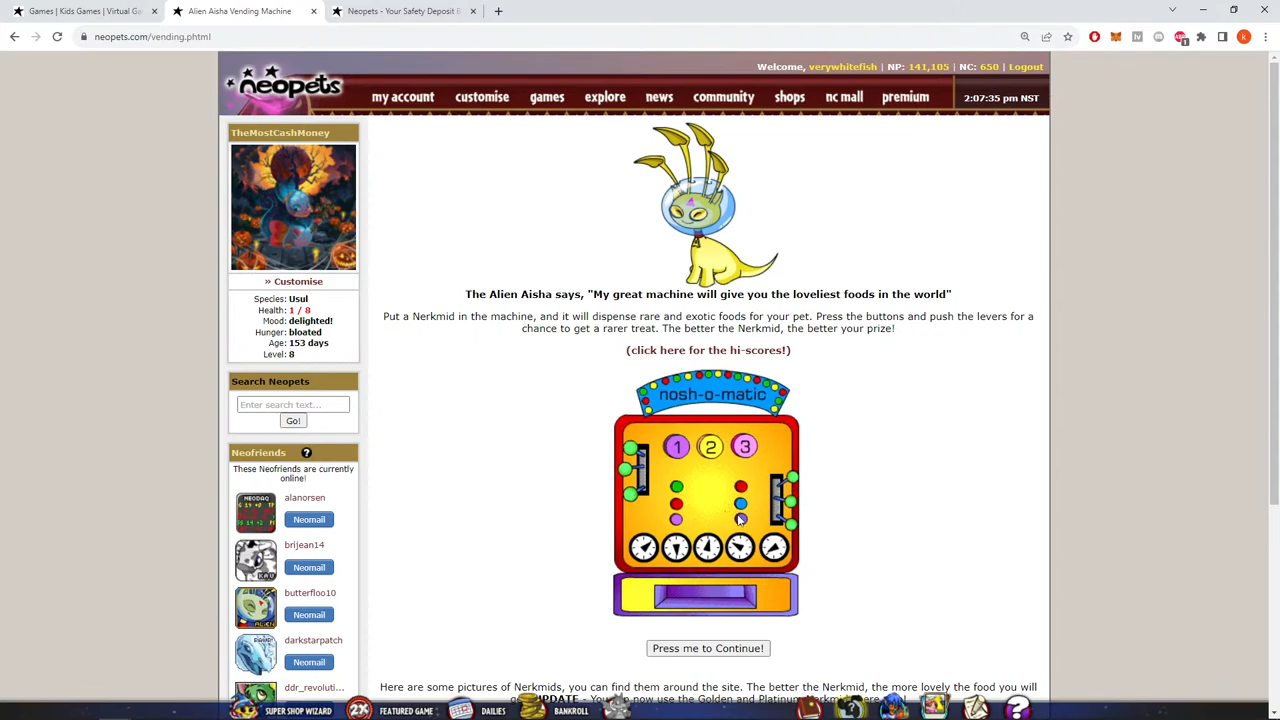 Games | Kids Games | Virtual Ga
Alien Aisha Vending Machine
Neopets - Your Safety Deposit B
neopets.com/vending.phtml
1
k
Welcome, verywhitefish | NP: 141,105 | NC: 650 | Logout
neopets
my account customise games explore news community shops nc mall premium
2:07:35 pm NST
TheMostCashMoney
» Customise
Species: Usul
Health: 1 / 8
Mood: delighted!
Hunger: bloated
Age: 153 days
Level: 8
Search Neopets
Enter search text...
Go!
Neofriends ?
These Neofriends are currently
online!
NEODAQ
alanorsen
Neomail
brijean14
KAU
Neomail
butterfloo10
ALIEN
Neomail
darkstarpatch
Neomail
ddr_revoluti...
The Alien Aisha says, "My great machine will give you the loveliest foods in the world"
Put a Nerkmid in the machine, and it will dispense rare and exotic foods for your pet. Press the buttons and push the levers for a
chance to get a rarer treat. The better the Nerkmid, the better your prize!
(click here for the hi-scores!)
nosh-o-matic
1 2 3
Press me to Continue!
Here are some pictures of Nerkmids, you can find them around the site. The better the Nerkmid, the more lovely the food you will
SUPER SHOP WIZARD 2X FEATURED GAME DAILIES BANKROLL ? ?